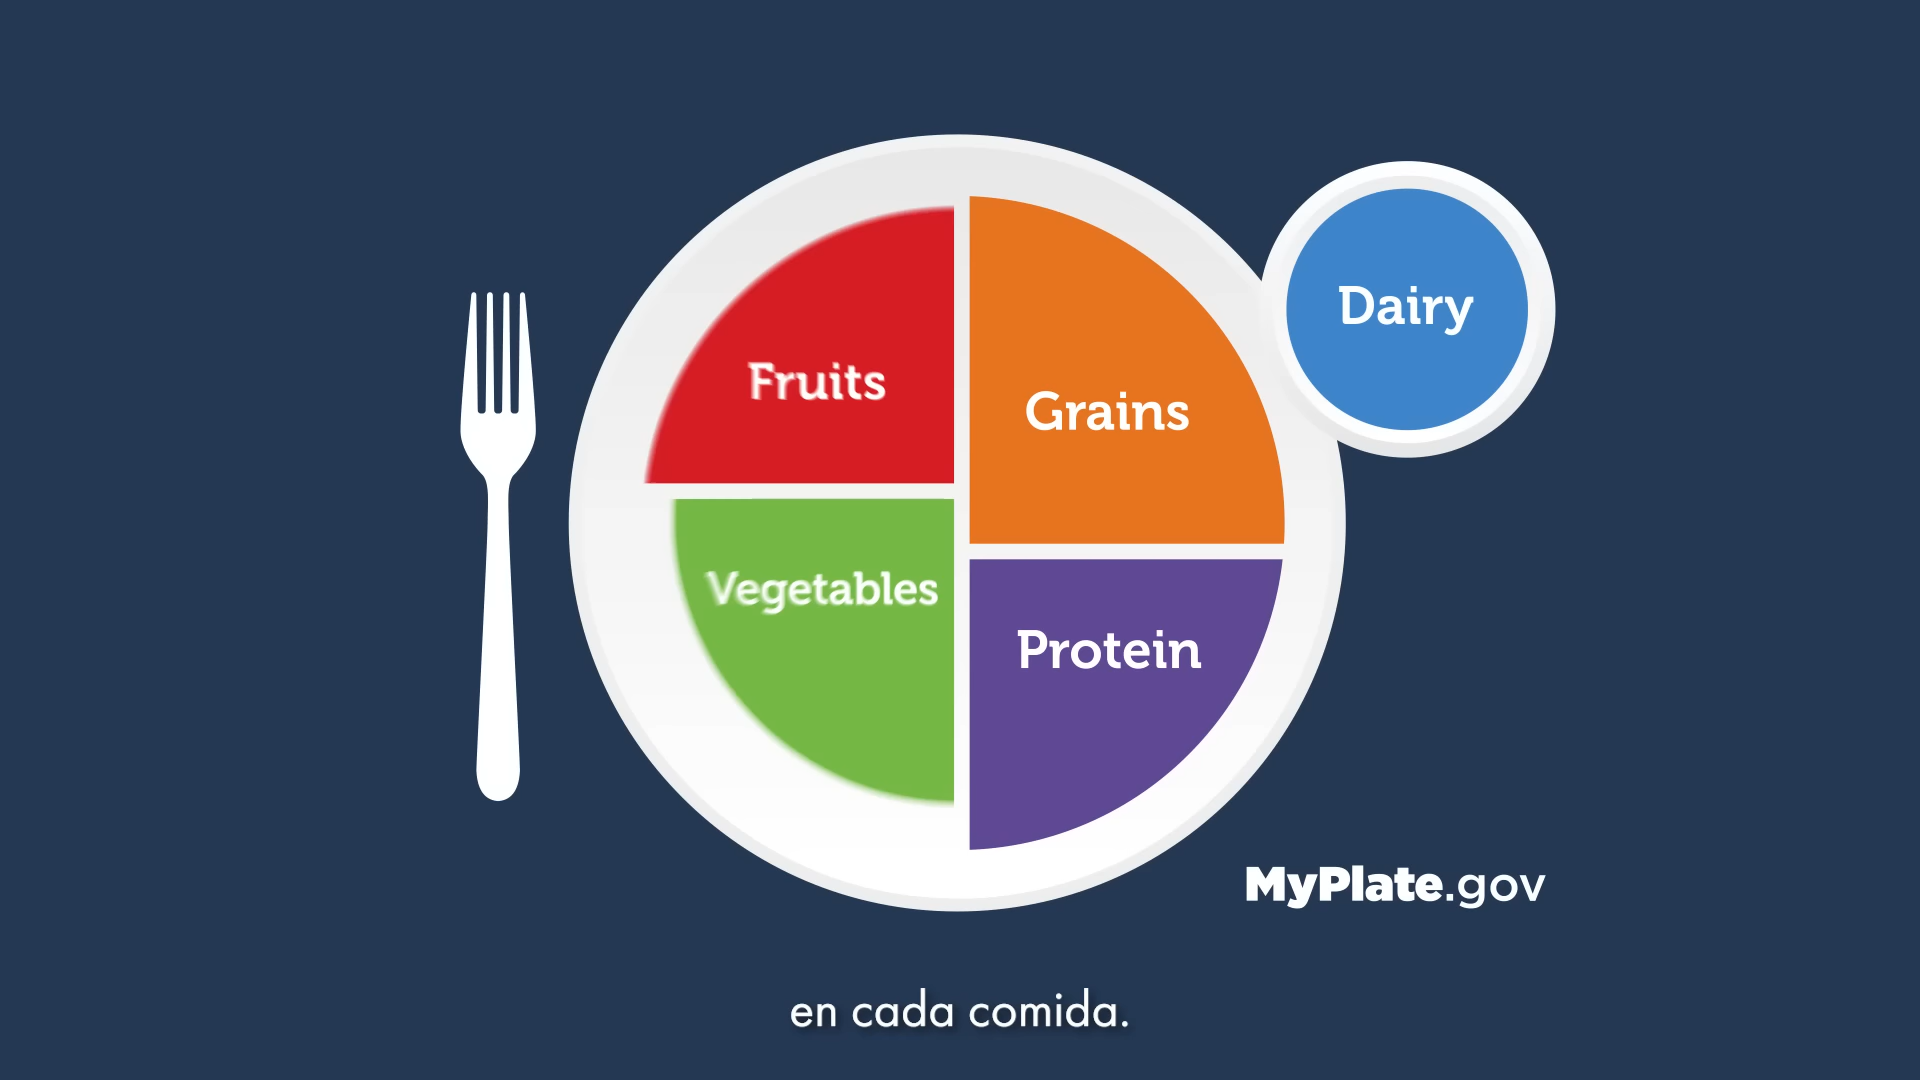 Dairy
Fruits
Grains
Vegetables
Protein
MyPlate.gov
en cada comida.